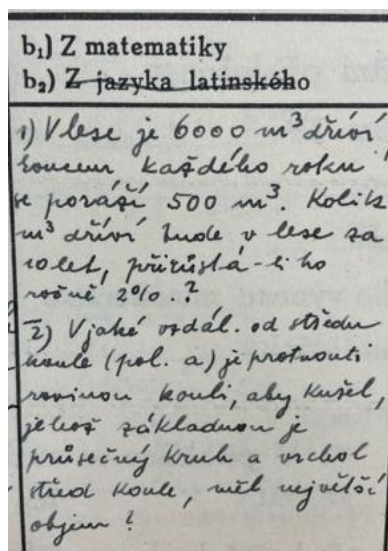 b₁) Z matematiky
b₂) Z jazyka latinského
1) V lese je 6000 m³ dříví
koncem každého roku
se poráží 500 m³. Kolik
m³ dříví bude v lese za
10 let, přirůstá-li ho
ročně 2% ?
2) V jaké vzdál. od středu
koule (pol. a) je protnouti
rovinou kouli, aby kužel,
jehož základnou je
průsečný kruh a vrchol
střed koule, měl největší
objem ?